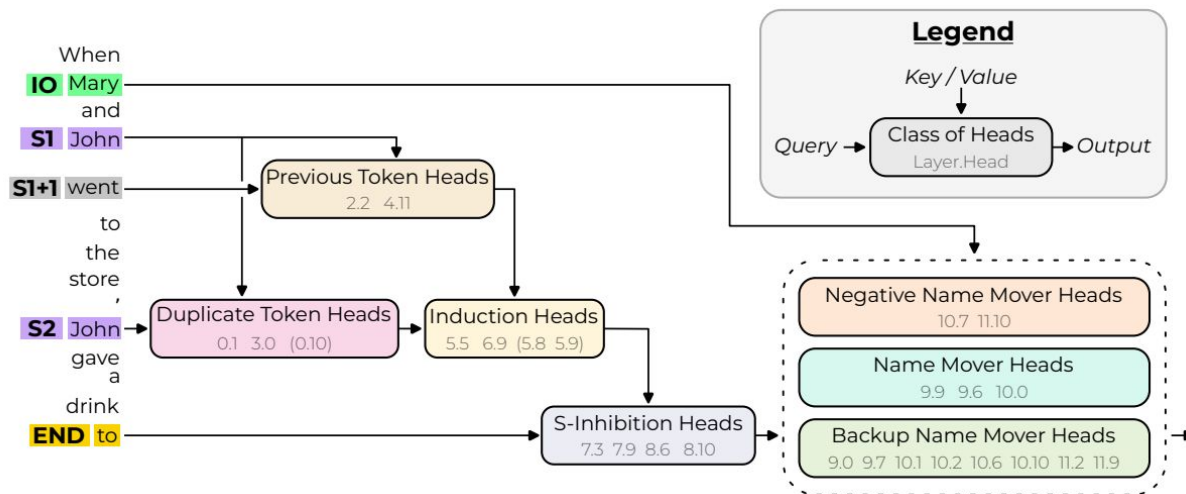 When
IO Mary
and
S1 John
S1+1 went
to
the
store
,
S2 John
gave
a
drink
END to
Previous Token Heads
2.2 4.11
Duplicate Token Heads
0.1 3.0 (0.10)
Induction Heads
5.5 6.9 (5.8 5.9)
S-Inhibition Heads
7.3 7.9 8.6 8.10
Legend
Key / Value
Query
Class of Heads
Layer.Head
Output
Negative Name Mover Heads
10.7 11.10
Name Mover Heads
9.9 9.6 10.0
Backup Name Mover Heads
9.0 9.7 10.1 10.2 10.6 10.10 11.2 11.9